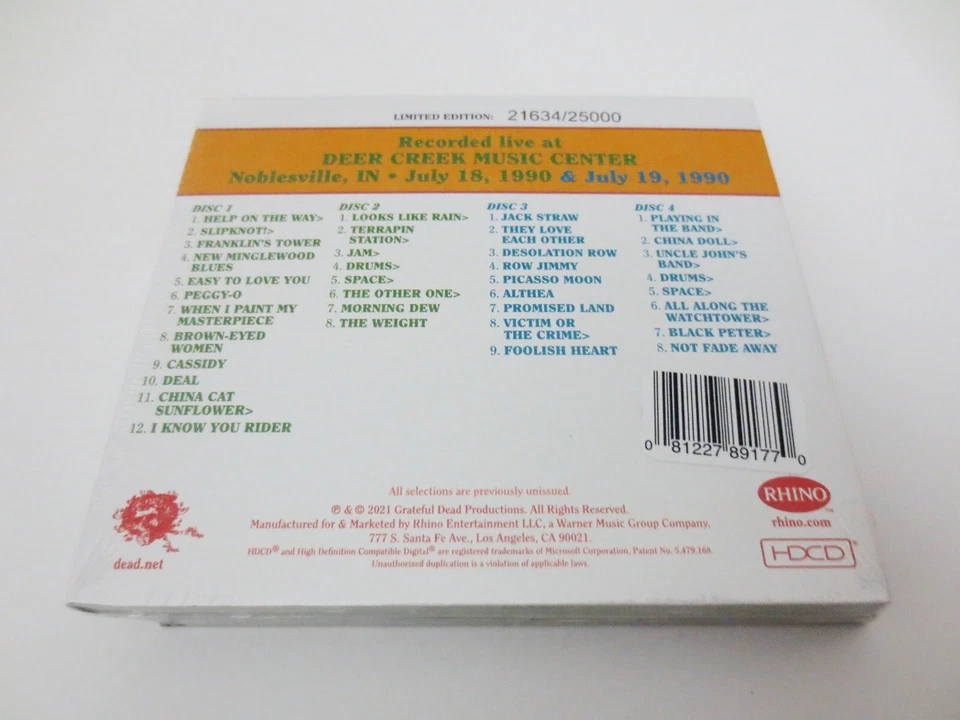 LIMITED EDITION: 21634/25000
Recorded live at
DEER CREEK MUSIC CENTER
Noblesville, IN • July 18, 1990 & July 19, 1990
DISC 1
1. HELP ON THE WAY>
2. SLIPKNOT!>
3. FRANKLIN'S TOWER
4. NEW MINGLEWOOD
BLUES
5. EASY TO LOVE YOU
6. PEGGY-O
7. WHEN I PAINT MY
MASTERPIECE
8. BROWN-EYED
WOMEN
9. CASSIDY
10. DEAL
11. CHINA CAT
SUNFLOWER>
12. I KNOW YOU RIDER
DISC 2
1. LOOKS LIKE RAIN>
2. TERRAPIN
STATION>
3. JAM>
4. DRUMS>
5. SPACE>
6. THE OTHER ONE>
7. MORNING DEW
8. THE WEIGHT
DISC 3
1. JACK STRAW
2. THEY LOVE
EACH OTHER
3. DESOLATION ROW
4. ROW JIMMY
5. PICASSO MOON
6. ALTHEA
7. PROMISED LAND
8. VICTIM OR
THE CRIME>
9. FOOLISH HEART
DISC 4
1. PLAYING IN
THE BAND>
2. CHINA DOLL>
3. UNCLE JOHN'S
BAND>
4. DRUMS>
5. SPACE>
6. ALL ALONG THE
WATCHTOWER>
7. BLACK PETER>
8. NOT FADE AWAY
0 81227 89177 0
All selections are previously unissued.
℗ & © 2021 Grateful Dead Productions. All Rights Reserved.
Manufactured for & Marketed by Rhino Entertainment LLC, a Warner Music Group Company,
777 S. Santa Fe Ave., Los Angeles, CA 90021.
HDCD® and High Definition Compatible Digital® are registered trademarks of Microsoft Corporation, Patent No. 5,479,168.
Unauthorized duplication is a violation of applicable laws.
dead.net
RHINO™
rhino.com
HDCD®